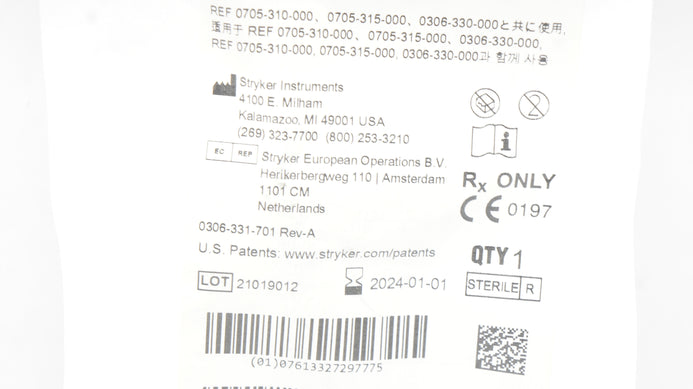 REF 0705-310-000、0705-315-000、0306-330-000と共に使用,
适用于 REF 0705-310-000、0705-315-000、0306-330-000,
REF 0705-310-000, 0705-315-000, 0306-330-000과 함께 사용
Stryker Instruments
4100 E. Milham
Kalamazoo, MI 49001 USA
(269) 323-7700 (800) 253-3210
EC REP Stryker European Operations B.V.
Herikerbergweg 110 | Amsterdam
1101 CM
Netherlands
2
i
Rx ONLY
CE 0197
0306-331-701 Rev-A
U.S. Patents: www.stryker.com/patents
QTY 1
LOT 21019012
2024-01-01
STERILE R
(01)07613327297775